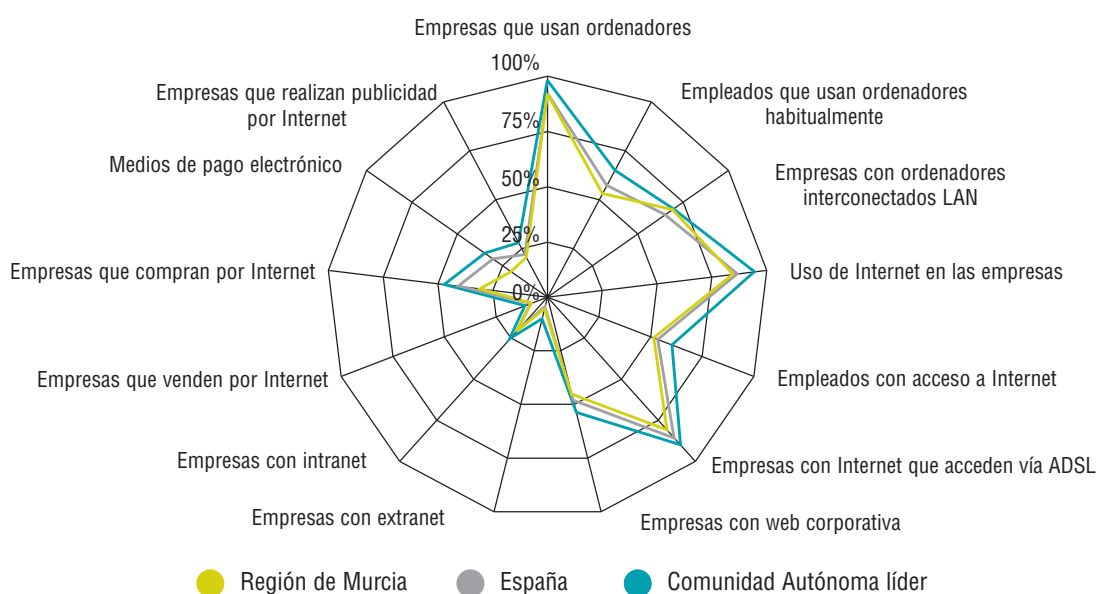 Empresas que usan ordenadores
100%
75%
50%
25%
0%
Empleados que usan ordenadores
habitualmente
Empresas con ordenadores
interconectados LAN
Uso de Internet en las empresas
Empleados con acceso a Internet
Empresas con Internet que acceden vía ADSL
Empresas con web corporativa
Empresas con extranet
Empresas con intranet
Empresas que venden por Internet
Empresas que compran por Internet
Medios de pago electrónico
Empresas que realizan publicidad
por Internet
Región de Murcia
España
Comunidad Autónoma líder